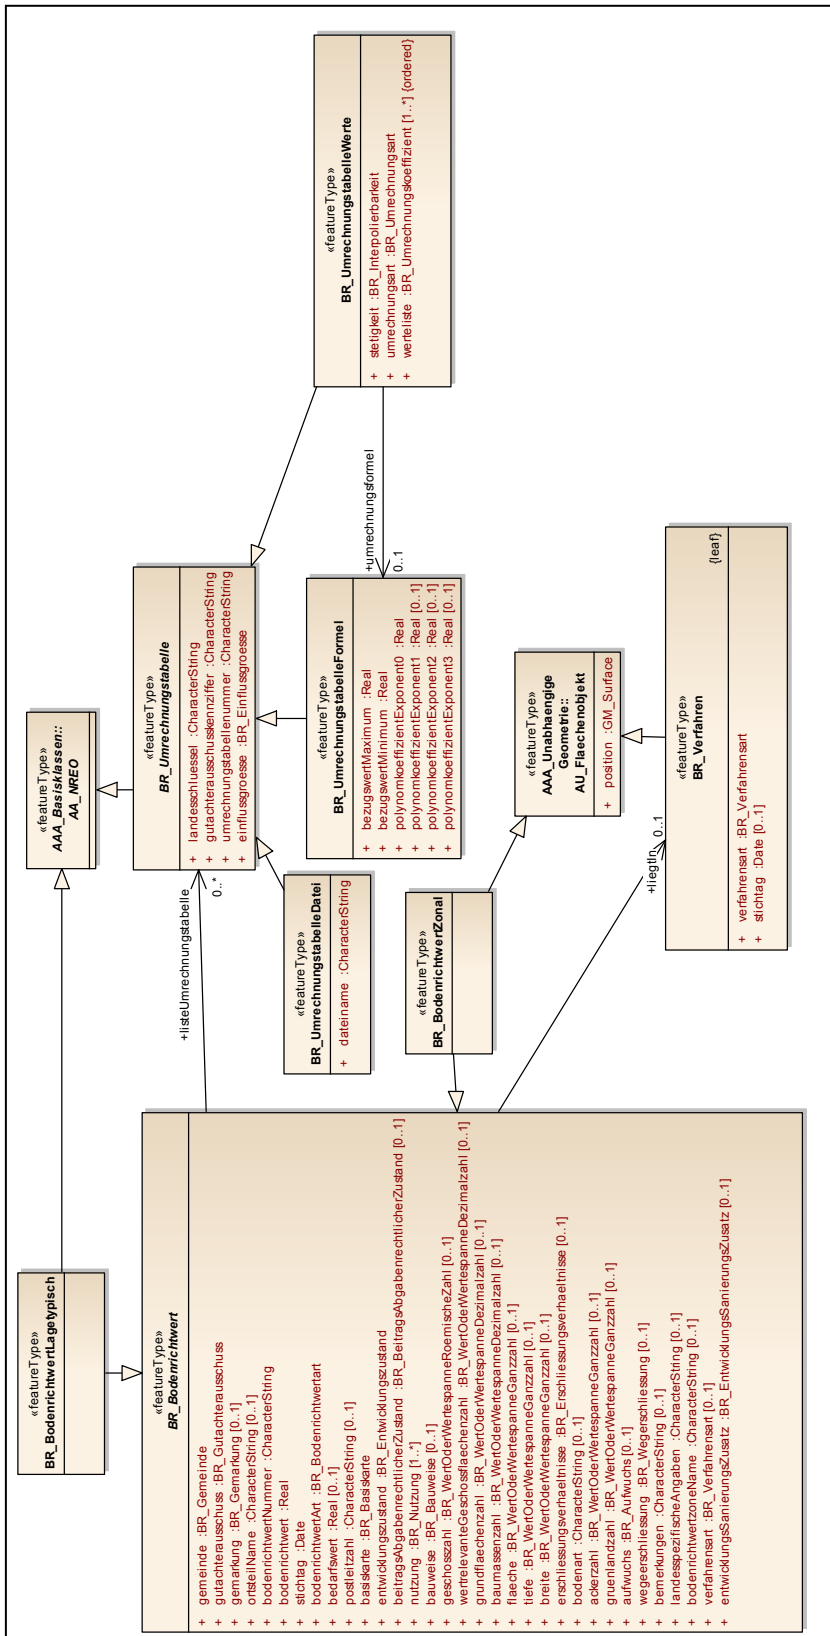 «featureType»
BR_BodenrichtwertLagetypisch
«featureType»
BR_Bodenrichtwert
+ gemeinde :BR_Gemeinde
+ gutachterausschuss :BR_Gutachterausschuss
+ gemarkung :BR_Gemarkung [0..1]
+ ortsteilName :CharacterString [0..1]
+ bodenrichtwertNummer :CharacterString
+ bodenrichtwert :Real
+ stichtag :Date
+ bodenrichtwertArt :BR_Bodenrichtwertart
+ bedarfswert :Real [0..1]
+ postleitzahl :CharacterString [0..1]
+ basiskarte :BR_Basiskarte
+ entwicklungszustand :BR_Entwicklungszustand
+ beitragsAbgabenrechtlicherZustand :BR_BeitragsAbgabenrechtlicherZustand [0..1]
+ nutzung :BR_Nutzung [1..*]
+ bauweise :BR_Bauweise [0..1]
+ geschosszahl :BR_WertOderWertespanneRoemischeZahl [0..1]
+ wertrelevanteGeschossflaechenzahl :BR_WertOderWertespanneDezimalzahl [0..1]
+ grundflaechenzahl :BR_WertOderWertespanneDezimalzahl [0..1]
+ baumassenzahl :BR_WertOderWertespanneDezimalzahl [0..1]
+ flaeche :BR_WertOderWertespanneGanzzahl [0..1]
+ tiefe :BR_WertOderWertespanneGanzzahl [0..1]
+ breite :BR_WertOderWertespanneGanzzahl [0..1]
+ erschliessungsverhaeltnisse :BR_Erschliessungsverhaeltnisse [0..1]
+ bodenart :CharacterString [0..1]
+ ackerzahl :BR_WertOderWertespanneGanzzahl [0..1]
+ gruenlandzahl :BR_WertOderWertespanneGanzzahl [0..1]
+ aufwuchs :BR_Aufwuchs [0..1]
+ wegeerschliessung :BR_Wegerschliessung [0..1]
+ bemerkungen :CharacterString [0..1]
+ landesspezifischeAngaben :CharacterString [0..1]
+ bodenrichtwertzoneName :CharacterString [0..1]
+ verfahrensart :BR_Verfahrensart [0..1]
+ entwicklungsSanierungsZusatz :BR_EntwicklungsSanierungsZusatz [0..1]
«featureType»
AAA_Basisklassen::
AA_NREO
+listeUmrechnungstabelle
0..*
«featureType»
BR_Umrechnungstabelle
+ landesschluessel :CharacterString
+ gutachterausschusskennziffer :CharacterString
+ umrechnungstabellenummer :CharacterString
+ einflussgroesse :BR_Einflussgroesse
«featureType»
BR_UmrechnungstabelleDatei
+ dateiname :CharacterString
«featureType»
BR_UmrechnungstabelleFormel
+ bezugswertMaximum :Real
+ bezugswertMinimum :Real
+ polynomkoeffizientExponent0 :Real
+ polynomkoeffizientExponent1 :Real [0..1]
+ polynomkoeffizientExponent2 :Real [0..1]
+ polynomkoeffizientExponent3 :Real [0..1]
+umrechnungsformel
0..1
«featureType»
BR_UmrechnungstabelleWerte
+ stetigkeit :BR_Interpolierbarkeit
+ umrechnungsart :BR_Umrechnungsart
+ werteliste :BR_Umrechnungskoeffizient [1..*] {ordered}
«featureType»
BR_BodenrichtwertZonal
«featureType»
AAA_Unabhaengige
Geometrie::
AU_Flaechenobjekt
+ position :GM_Surface
+liegtIn
0..1
«featureType»
BR_Verfahren
{leaf}
+ verfahrensart :BR_Verfahrensart
+ stichtag :Date [0..1]